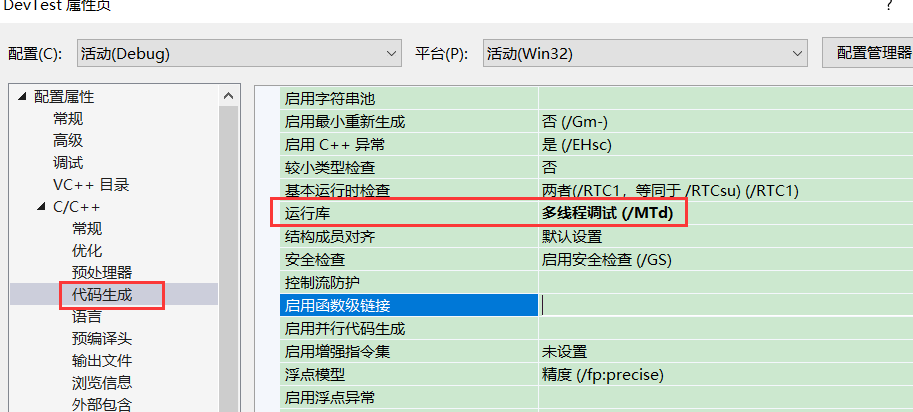 DevTest 属性页 ?
配置(C): 活动(Debug) 平台(P): 活动(Win32) 配置管理器
配置属性
常规
高级
调试
VC++ 目录
C/C++
常规
优化
预处理器
代码生成
语言
预编译头
输出文件
浏览信息
外部包含
启用字符串池
启用最小重新生成 否 (/Gm-)
启用 C++ 异常 是 (/EHsc)
较小类型检查 否
基本运行时检查 两者(/RTC1，等同于 /RTCsu) (/RTC1)
运行库 多线程调试 (/MTd)
结构成员对齐 默认设置
安全检查 启用安全检查 (/GS)
控制流防护
启用函数级链接
启用并行代码生成
启用增强指令集 未设置
浮点模型 精度 (/fp:precise)
启用浮点异常